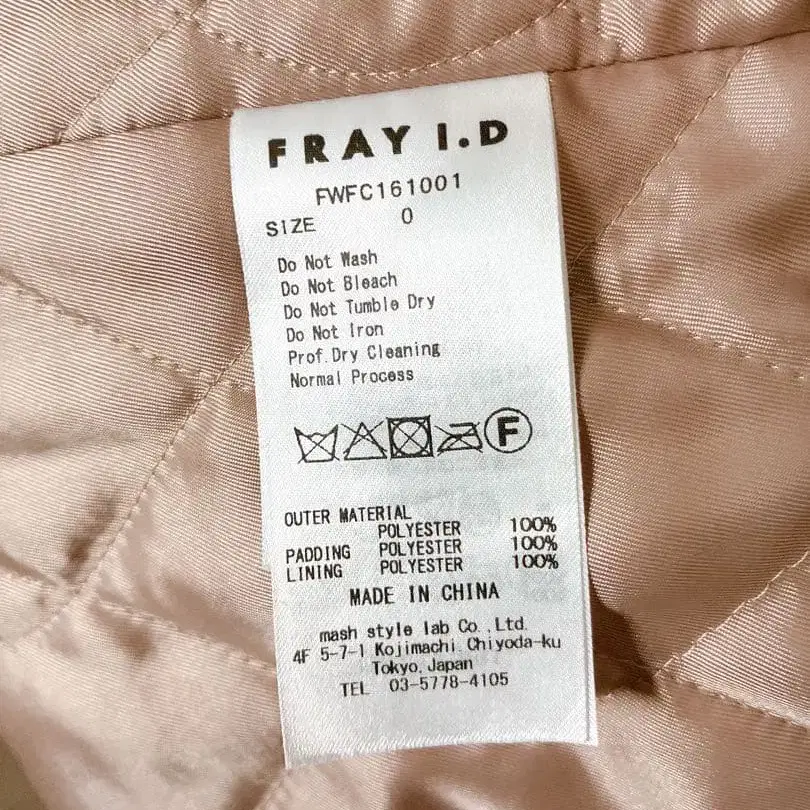 FRAY I.D
FWFC161001
SIZE 0
Do Not Wash
Do Not Bleach
Do Not Tumble Dry
Do Not Iron
Prof.Dry Cleaning
Normal Process
F
OUTER MATERIAL
POLYESTER 100%
PADDING POLYESTER 100%
LINING POLYESTER 100%
MADE IN CHINA
mash style lab Co.,Ltd.
4F 5-7-1 Kojimachi,Chiyoda-ku
Tokyo,Japan
TEL 03-5778-4105